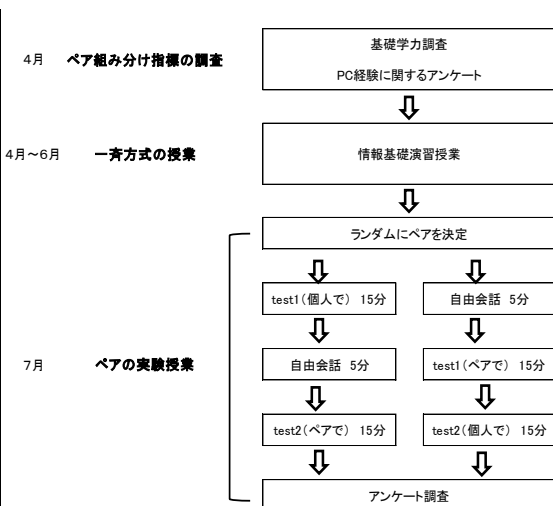 4月 ペア組み分け指標の調査
基礎学力調査
PC経験に関するアンケート
4月～6月 一斉方式の授業
情報基礎演習授業
ランダムにペアを決定
test1(個人で) 15分
自由会話 5分
7月 ペアの実験授業
自由会話 5分
test1(ペアで) 15分
test2(ペアで) 15分
test2(個人で) 15分
アンケート調査